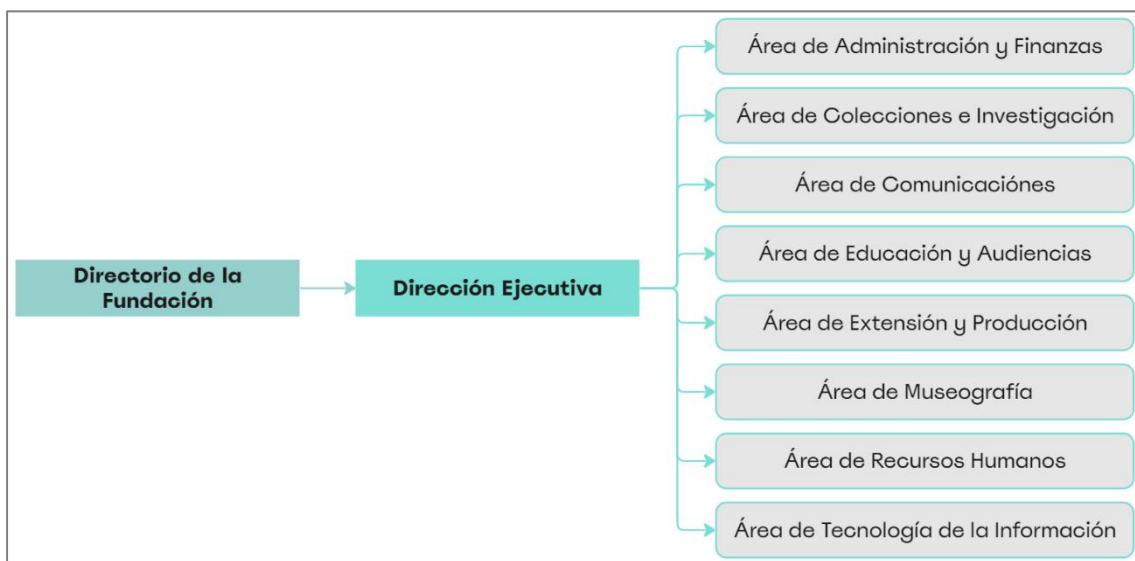 Directorio de la
Fundación
Dirección Ejecutiva
Área de Administración y Finanzas
Área de Colecciones e Investigación
Área de Comunicaciónes
Área de Educación y Audiencias
Área de Extensión y Producción
Área de Museografía
Área de Recursos Humanos
Área de Tecnología de la Información